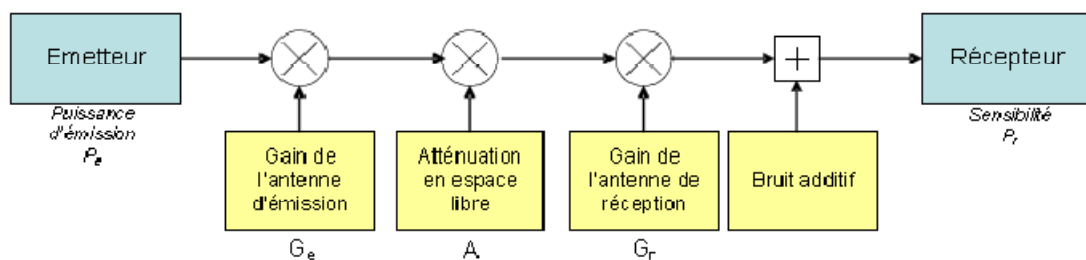 Emetteur
Puissance
d'émission
Pe
Gain de
l'antenne
d'émission
Ge
Atténuation
en espace
libre
A
Gain de
l'antenne de
réception
Gr
Bruit additif
Récepteur
Sensibilité
Pr